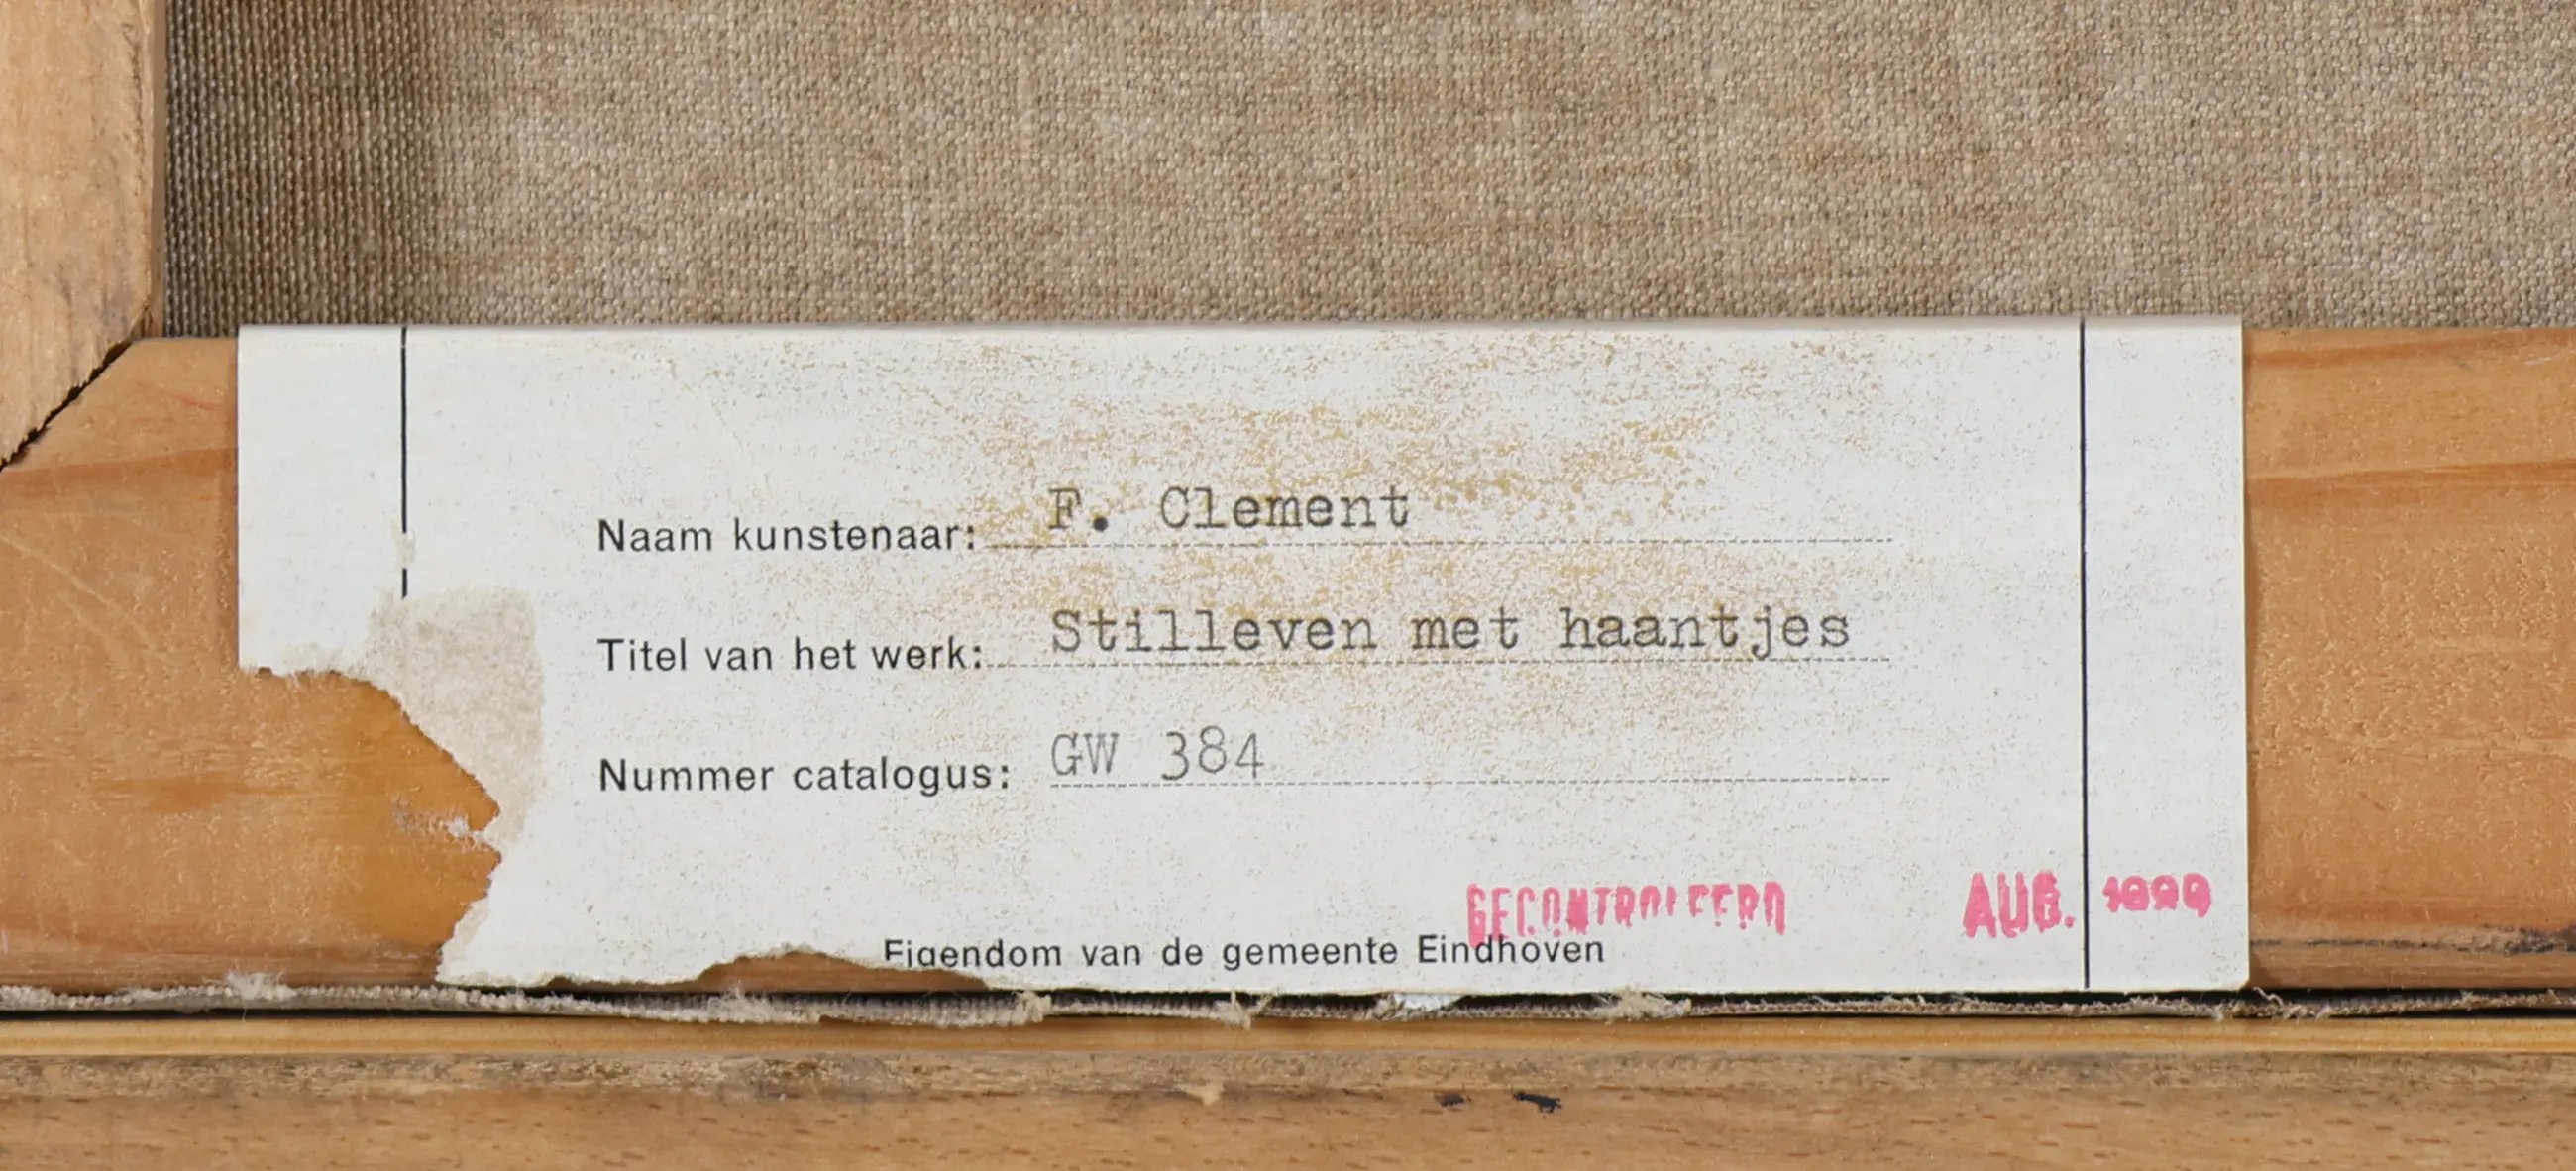 Naam kunstenaar: F. Clement
Titel van het werk: Stilleven met haantjes
Nummer catalogus: GW 384
GECONTROLEERD AUG.
Eigendom van de gemeente Eindhoven